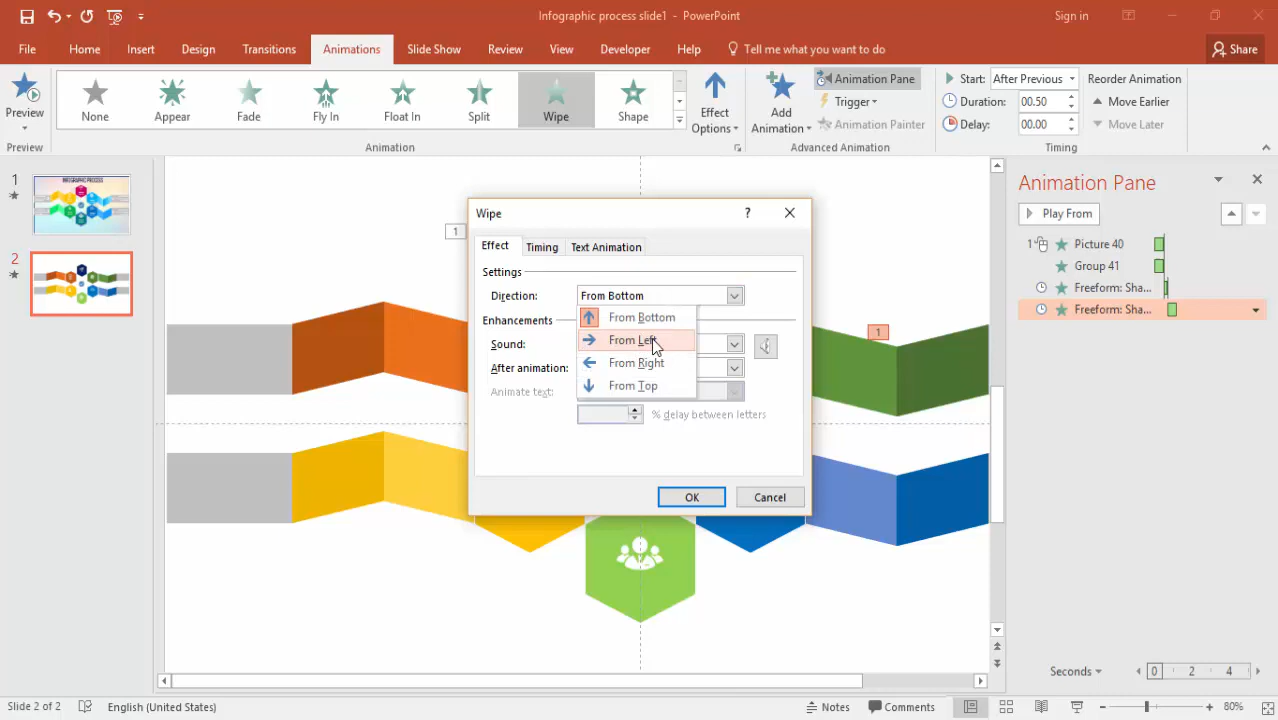 Infographic process slide1 - PowerPoint
Sign in
File
Home
Insert
Design
Transitions
Animations
Slide Show
Review
View
Developer
Help
Tell me what you want to do
Share
Preview
None
Appear
Fade
Fly In
Float In
Split
Wipe
Shape
Effect
Options
Add
Animation
Animation Pane
Trigger
Animation Painter
Start: After Previous
Duration: 00.50
Delay: 00.00
Reorder Animation
Move Earlier
Move Later
Preview
Animation
Advanced Animation
Timing
1
2
1
1
Wipe
?
Effect
Timing
Text Animation
Settings
Direction: From Bottom
From Bottom
From Left
From Right
From Top
Enhancements
Sound:
After animation:
Animate text:
% delay between letters
OK
Cancel
Animation Pane
Play From
1 Picture 40
Group 41
Freeform: Sha...
Freeform: Sha...
Seconds
0 2 4
Slide 2 of 2
English (United States)
Notes
Comments
80%